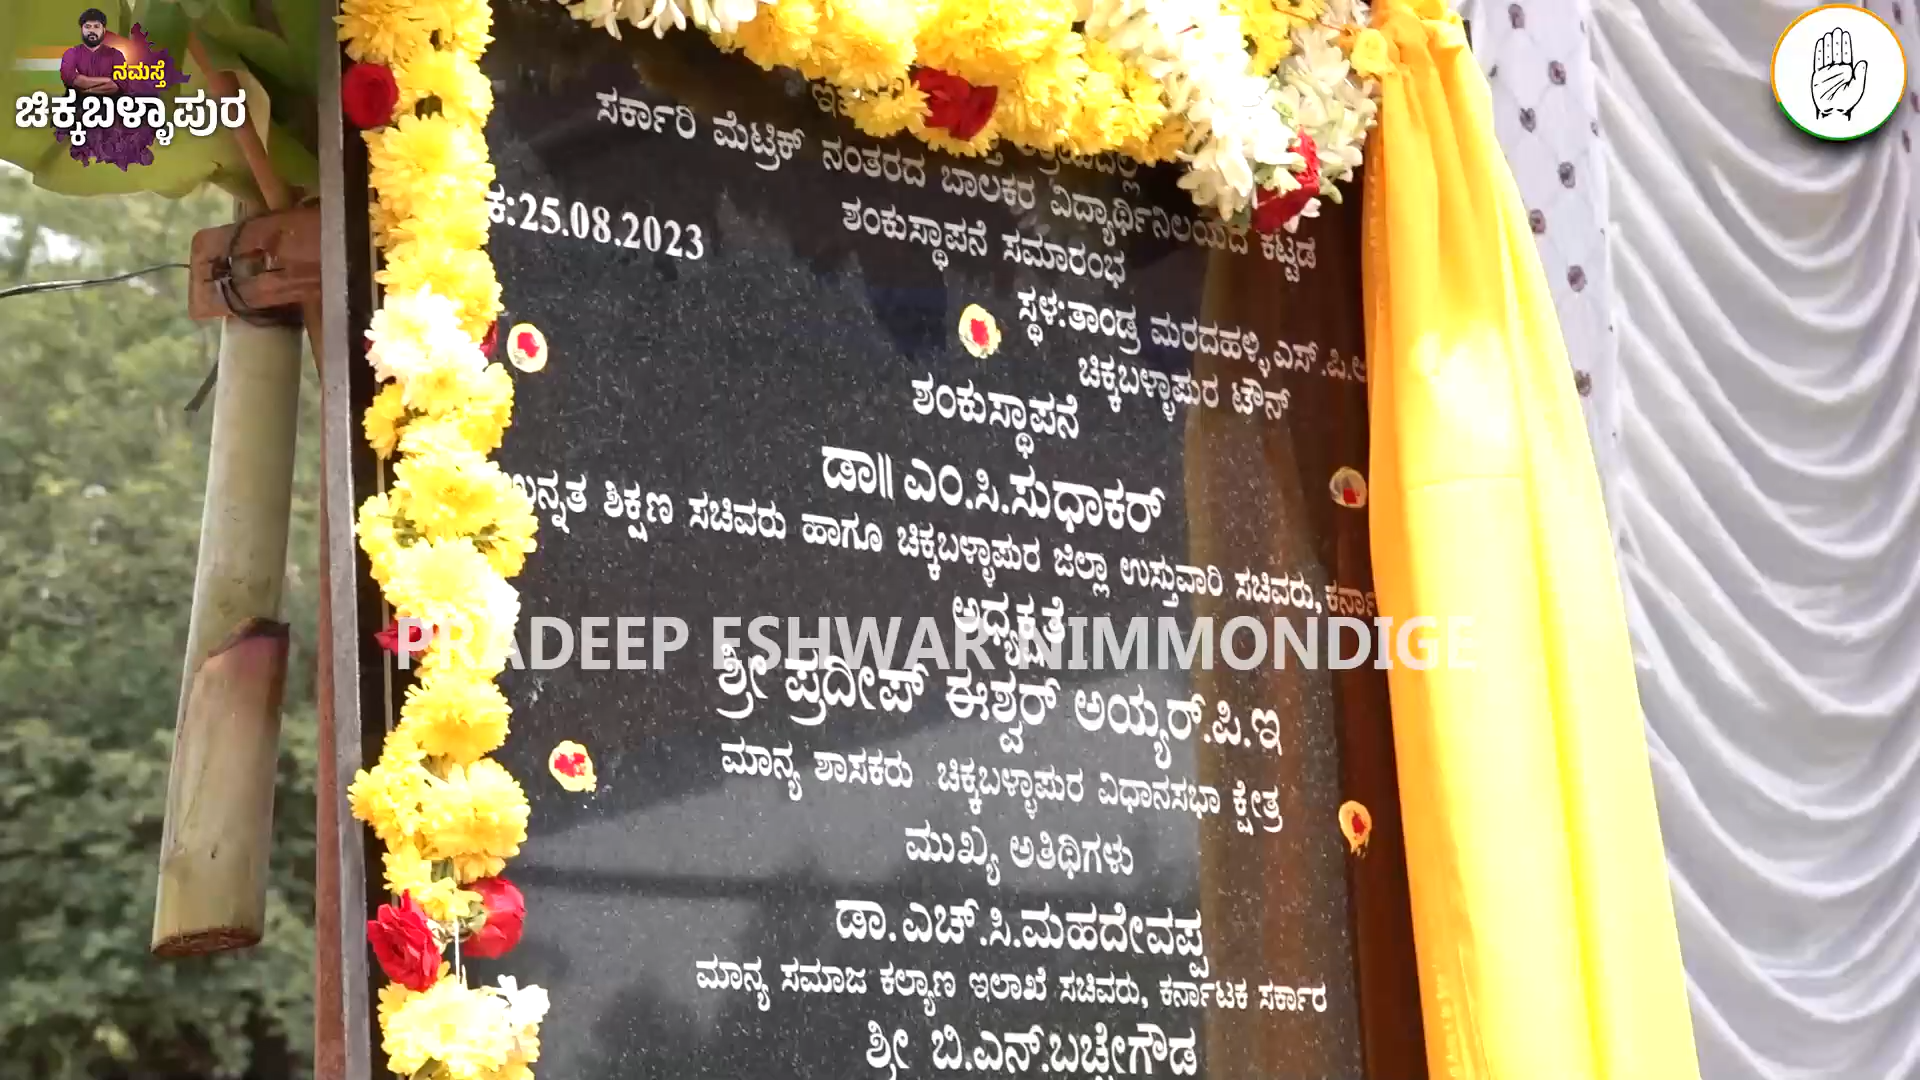 ನಮಸ್ತೆ
ಚಿಕ್ಕಬಳ್ಳಾಪುರ
ಸರ್ಕಾರಿ ಮೆಟ್ರಿಕ್ ನಂತರದ ಬಾಲಕರ ವಿದ್ಯಾರ್ಥಿನಿಲಯದ ಕಟ್ಟಡ
ಶಂಕುಸ್ಥಾಪನೆ ಸಮಾರಂಭ
ಕ:25.08.2023
ಸ್ಥಳ:ತಾಂಡ್ರ ಮರದಹಳ್ಳಿ ಎಸ್.ಪಿ.
ಚಿಕ್ಕಬಳ್ಳಾಪುರ ಟೌನ್
ಶಂಕುಸ್ಥಾಪನೆ
ಡಾ|| ಎಂ.ಸಿ.ಸುಧಾಕರ್
ಉನ್ನತ ಶಿಕ್ಷಣ ಸಚಿವರು ಹಾಗೂ ಚಿಕ್ಕಬಳ್ಳಾಪುರ ಜಿಲ್ಲಾ ಉಸ್ತುವಾರಿ ಸಚಿವರು, ಕರ್ನಾ
ಅಧ್ಯಕ್ಷತೆ
PRADEEP ESHWAR NIMMONDIGE
ಶ್ರೀ ಪ್ರದೀಪ್ ಈಶ್ವರ್ ಅಯ್ಯರ್.ಪಿ.ಇ
ಮಾನ್ಯ ಶಾಸಕರು ಚಿಕ್ಕಬಳ್ಳಾಪುರ ವಿಧಾನಸಭಾ ಕ್ಷೇತ್ರ
ಮುಖ್ಯ ಅತಿಥಿಗಳು
ಡಾ.ಎಚ್.ಸಿ.ಮಹದೇವಪ್ಪ
ಮಾನ್ಯ ಸಮಾಜ ಕಲ್ಯಾಣ ಇಲಾಖೆ ಸಚಿವರು, ಕರ್ನಾಟಕ ಸರ್ಕಾರ
ಶ್ರೀ ಬಿ.ಎನ್.ಬಚ್ಚೇಗೌಡ